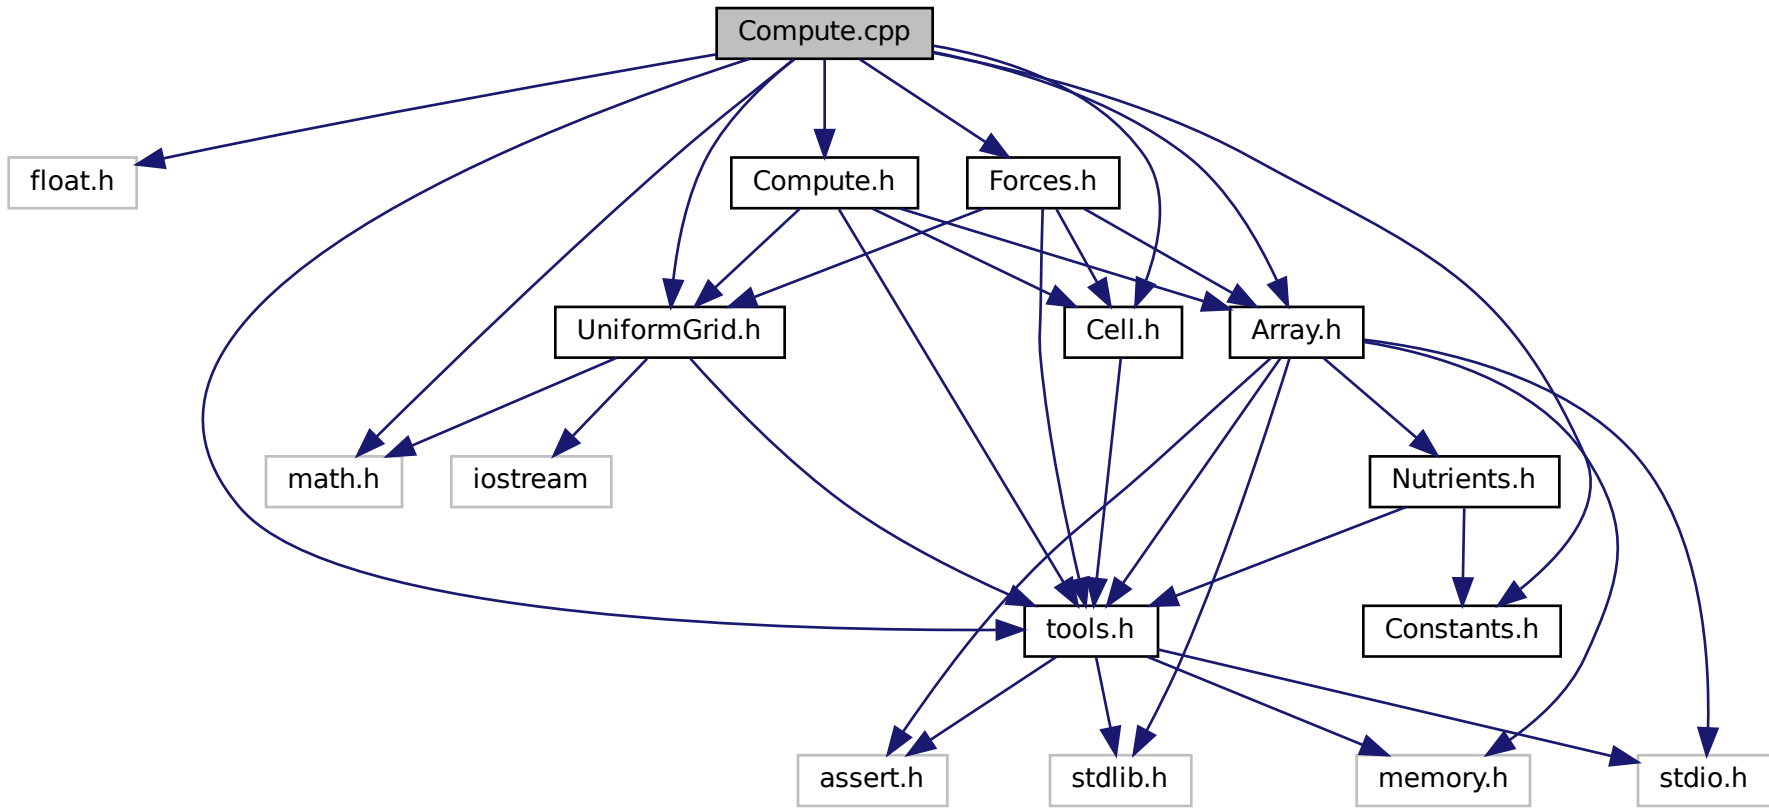 Compute.cpp
float.h
Compute.h
Forces.h
UniformGrid.h
Cell.h
Array.h
math.h
iostream
Nutrients.h
tools.h
Constants.h
assert.h
stdlib.h
memory.h
stdio.h